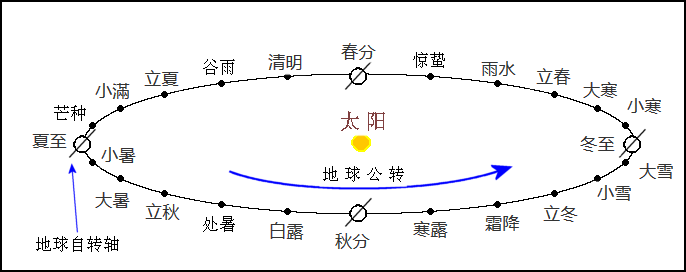 春分
清明
惊蛰
谷雨
雨水
立夏
立春
小满
大寒
芒种
小寒
太阳
夏至
冬至
小暑
大雪
地球公转
大暑
小雪
立秋
立冬
处暑
霜降
白露
寒露
秋分
地球自转轴